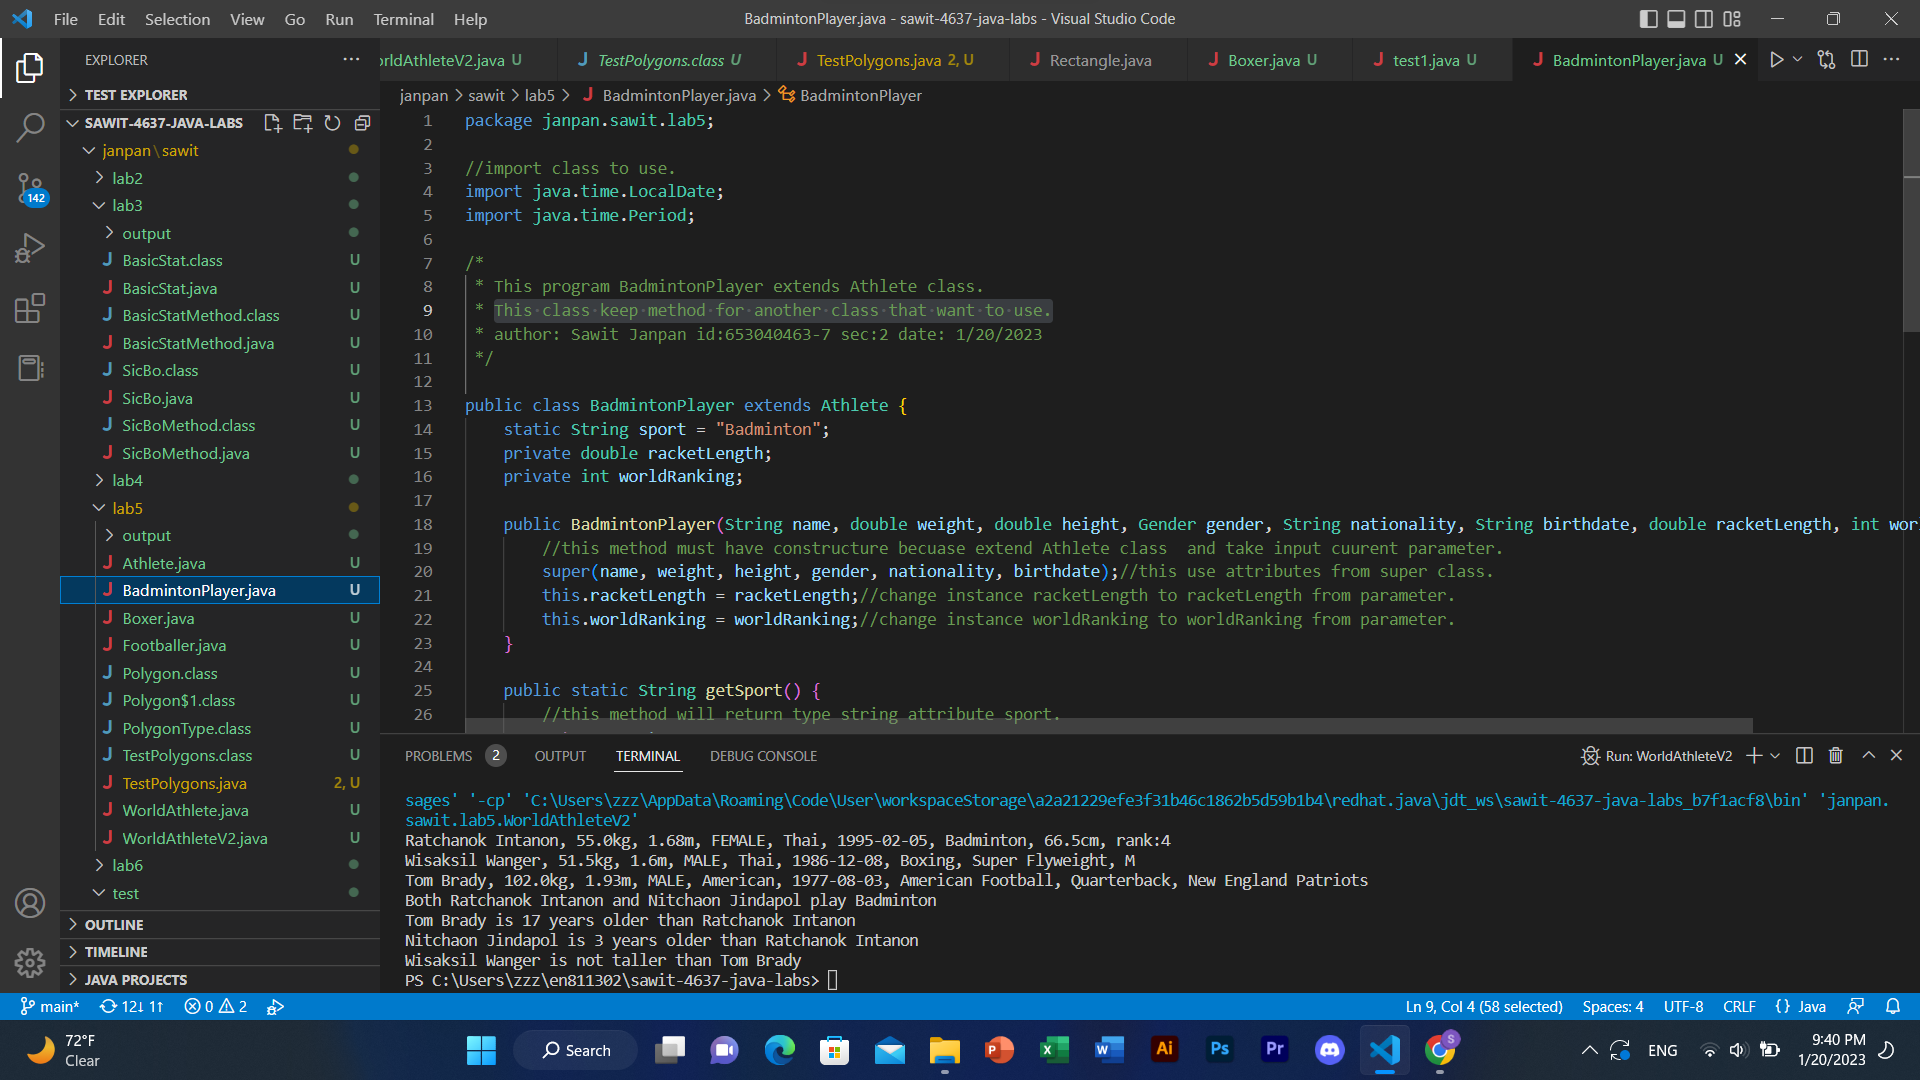 File Edit Selection View Go Run Terminal Help
BadmintonPlayer.java - sawit-4637-java-labs - Visual Studio Code
EXPLORER
orldAthleteV2.java U
TestPolygons.class U
TestPolygons.java 2, U
Rectangle.java
Boxer.java U
test1.java U
BadmintonPlayer.java U
janpan > sawit > lab5 > BadmintonPlayer.java > BadmintonPlayer
TEST EXPLORER
SAWIT-4637-JAVA-LABS
janpan \ sawit
lab2
lab3
output
BasicStat.class U
BasicStat.java U
BasicStatMethod.class U
BasicStatMethod.java U
SicBo.class U
SicBo.java U
SicBoMethod.class U
SicBoMethod.java U
lab4
lab5
output
Athlete.java U
BadmintonPlayer.java U
Boxer.java U
Footballer.java U
Polygon.class U
Polygon$1.class U
PolygonType.class U
TestPolygons.class U
TestPolygons.java 2, U
WorldAthlete.java U
WorldAthleteV2.java U
lab6
test
OUTLINE
TIMELINE
JAVA PROJECTS
142
1 package janpan.sawit.lab5;
2
3 //import class to use.
4 import java.time.LocalDate;
5 import java.time.Period;
6
7 /*
8 * This program BadmintonPlayer extends Athlete class.
9 * This class keep method for another class that want to use.
10 * author: Sawit Janpan id:653040463-7 sec:2 date: 1/20/2023
11 */
12
13 public class BadmintonPlayer extends Athlete {
14 static String sport = "Badminton";
15 private double racketLength;
16 private int worldRanking;
17
18 public BadmintonPlayer(String name, double weight, double height, Gender gender, String nationality, String birthdate, double racketLength, int wor
19 //this method must have constructure becuase extend Athlete class  and take input cuurent parameter.
20 super(name, weight, height, gender, nationality, birthdate);//this use attributes from super class.
21 this.racketLength = racketLength;//change instance racketLength to racketLength from parameter.
22 this.worldRanking = worldRanking;//change instance worldRanking to worldRanking from parameter.
23 }
24
25 public static String getSport() {
26 //this method will return type string attribute sport.
PROBLEMS 2 OUTPUT TERMINAL DEBUG CONSOLE
Run: WorldAthleteV2
sages' '-cp' 'C:\Users\zzz\AppData\Roaming\Code\User\workspaceStorage\a2a21229efe3f31b46c1862b5d59b1b4\redhat.java\jdt_ws\sawit-4637-java-labs_b7f1acf8\bin' 'janpan.
sawit.lab5.WorldAthleteV2'
Ratchanok Intanon, 55.0kg, 1.68m, FEMALE, Thai, 1995-02-05, Badminton, 66.5cm, rank:4
Wisaksil Wanger, 51.5kg, 1.6m, MALE, Thai, 1986-12-08, Boxing, Super Flyweight, M
Tom Brady, 102.0kg, 1.93m, MALE, American, 1977-08-03, American Football, Quarterback, New England Patriots
Both Ratchanok Intanon and Nitchaon Jindapol play Badminton
Tom Brady is 17 years older than Ratchanok Intanon
Nitchaon Jindapol is 3 years older than Ratchanok Intanon
Wisaksil Wanger is not taller than Tom Brady
PS C:\Users\zzz\en811302\sawit-4637-java-labs>
main* 12↓ 1↑ 0 2
Ln 9, Col 4 (58 selected) Spaces: 4 UTF-8 CRLF {} Java
72°F
Clear
Search
Ai
Ps
Pr
S
ENG
9:40 PM
1/20/2023